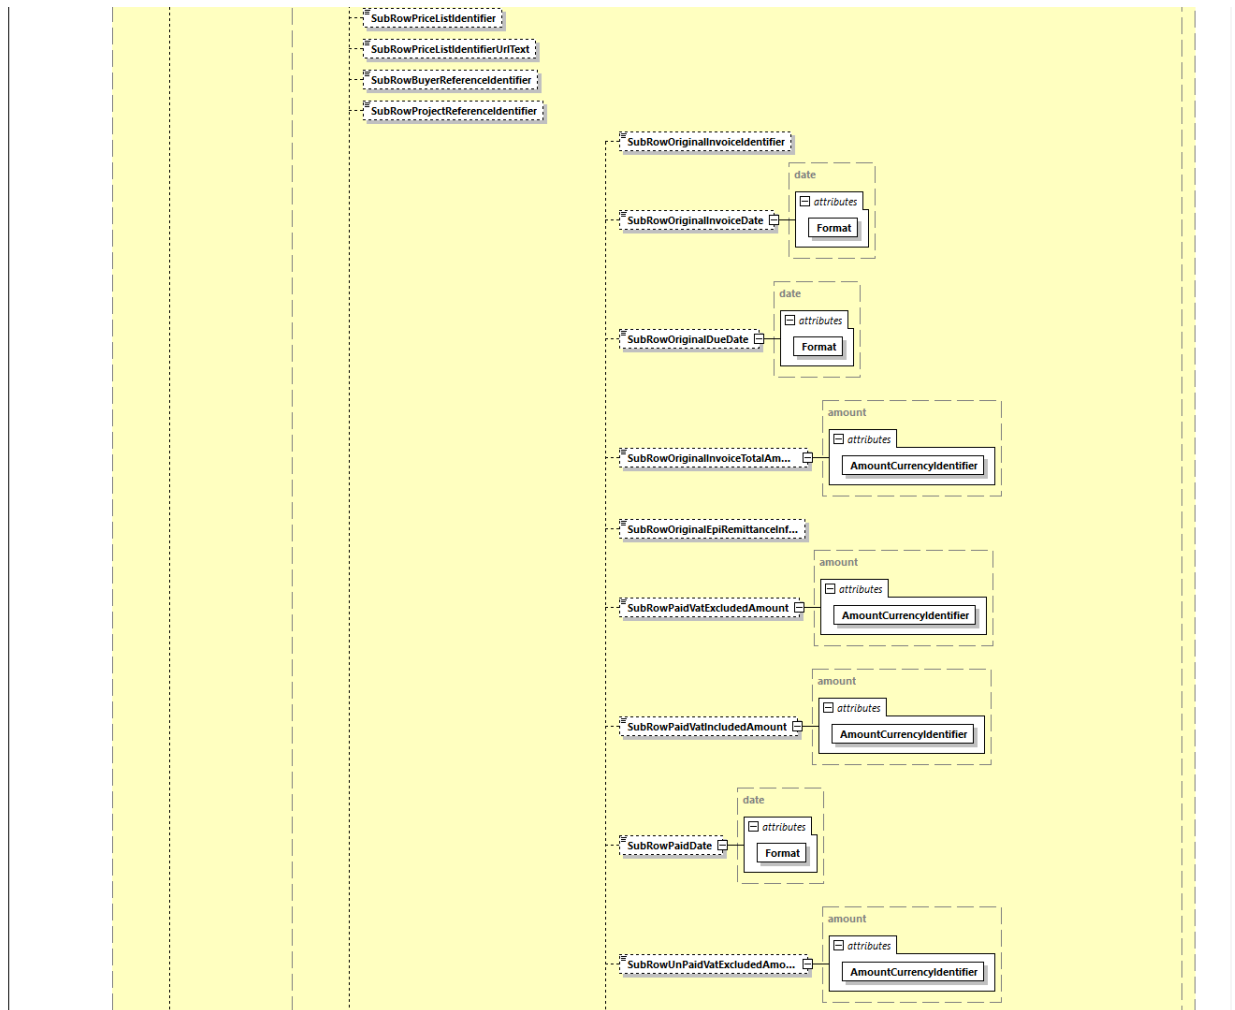 SubRowPriceListIdentifier
SubRowPriceListIdentifierUrlText
SubRowBuyerReferenceIdentifier
SubRowProjectReferenceIdentifier
SubRowOriginalInvoiceIdentifier
date
attributes
SubRowOriginalInvoiceDate
Format
date
attributes
SubRowOriginalDueDate
Format
amount
attributes
SubRowOriginalInvoiceTotalAm...
AmountCurrencyIdentifier
SubRowOriginalEpiRemittanceInf...
amount
attributes
SubRowPaidVatExcludedAmount
AmountCurrencyIdentifier
amount
attributes
SubRowPaidVatIncludedAmount
AmountCurrencyIdentifier
date
attributes
SubRowPaidDate
Format
amount
attributes
SubRowUnPaidVatExcludedAmo...
AmountCurrencyIdentifier